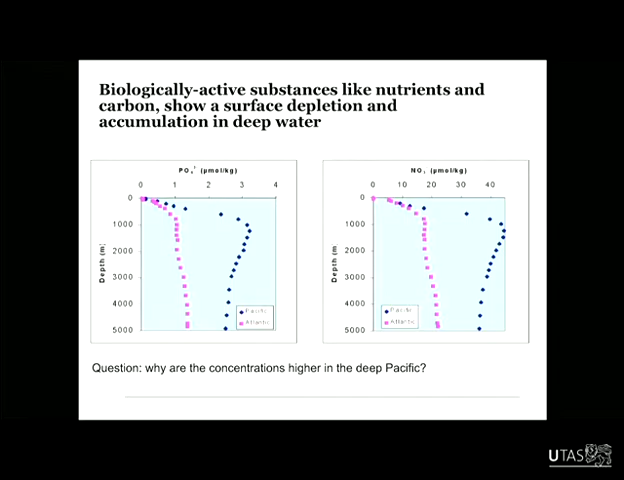 Biologically-active substances like nutrients and
carbon, show a surface depletion and
accumulation in deep water
PO₄ (µmol/kg)
0 1 2 3 4
0
1000
2000
3000
4000
5000
Depth (m)
Pacific
Atlantic
NO₃ (µmol/kg)
0 10 20 30 40
0
1000
2000
3000
4000
5000
Depth (m)
Pacific
Atlantic
Question: why are the concentrations higher in the deep Pacific?
UTAS